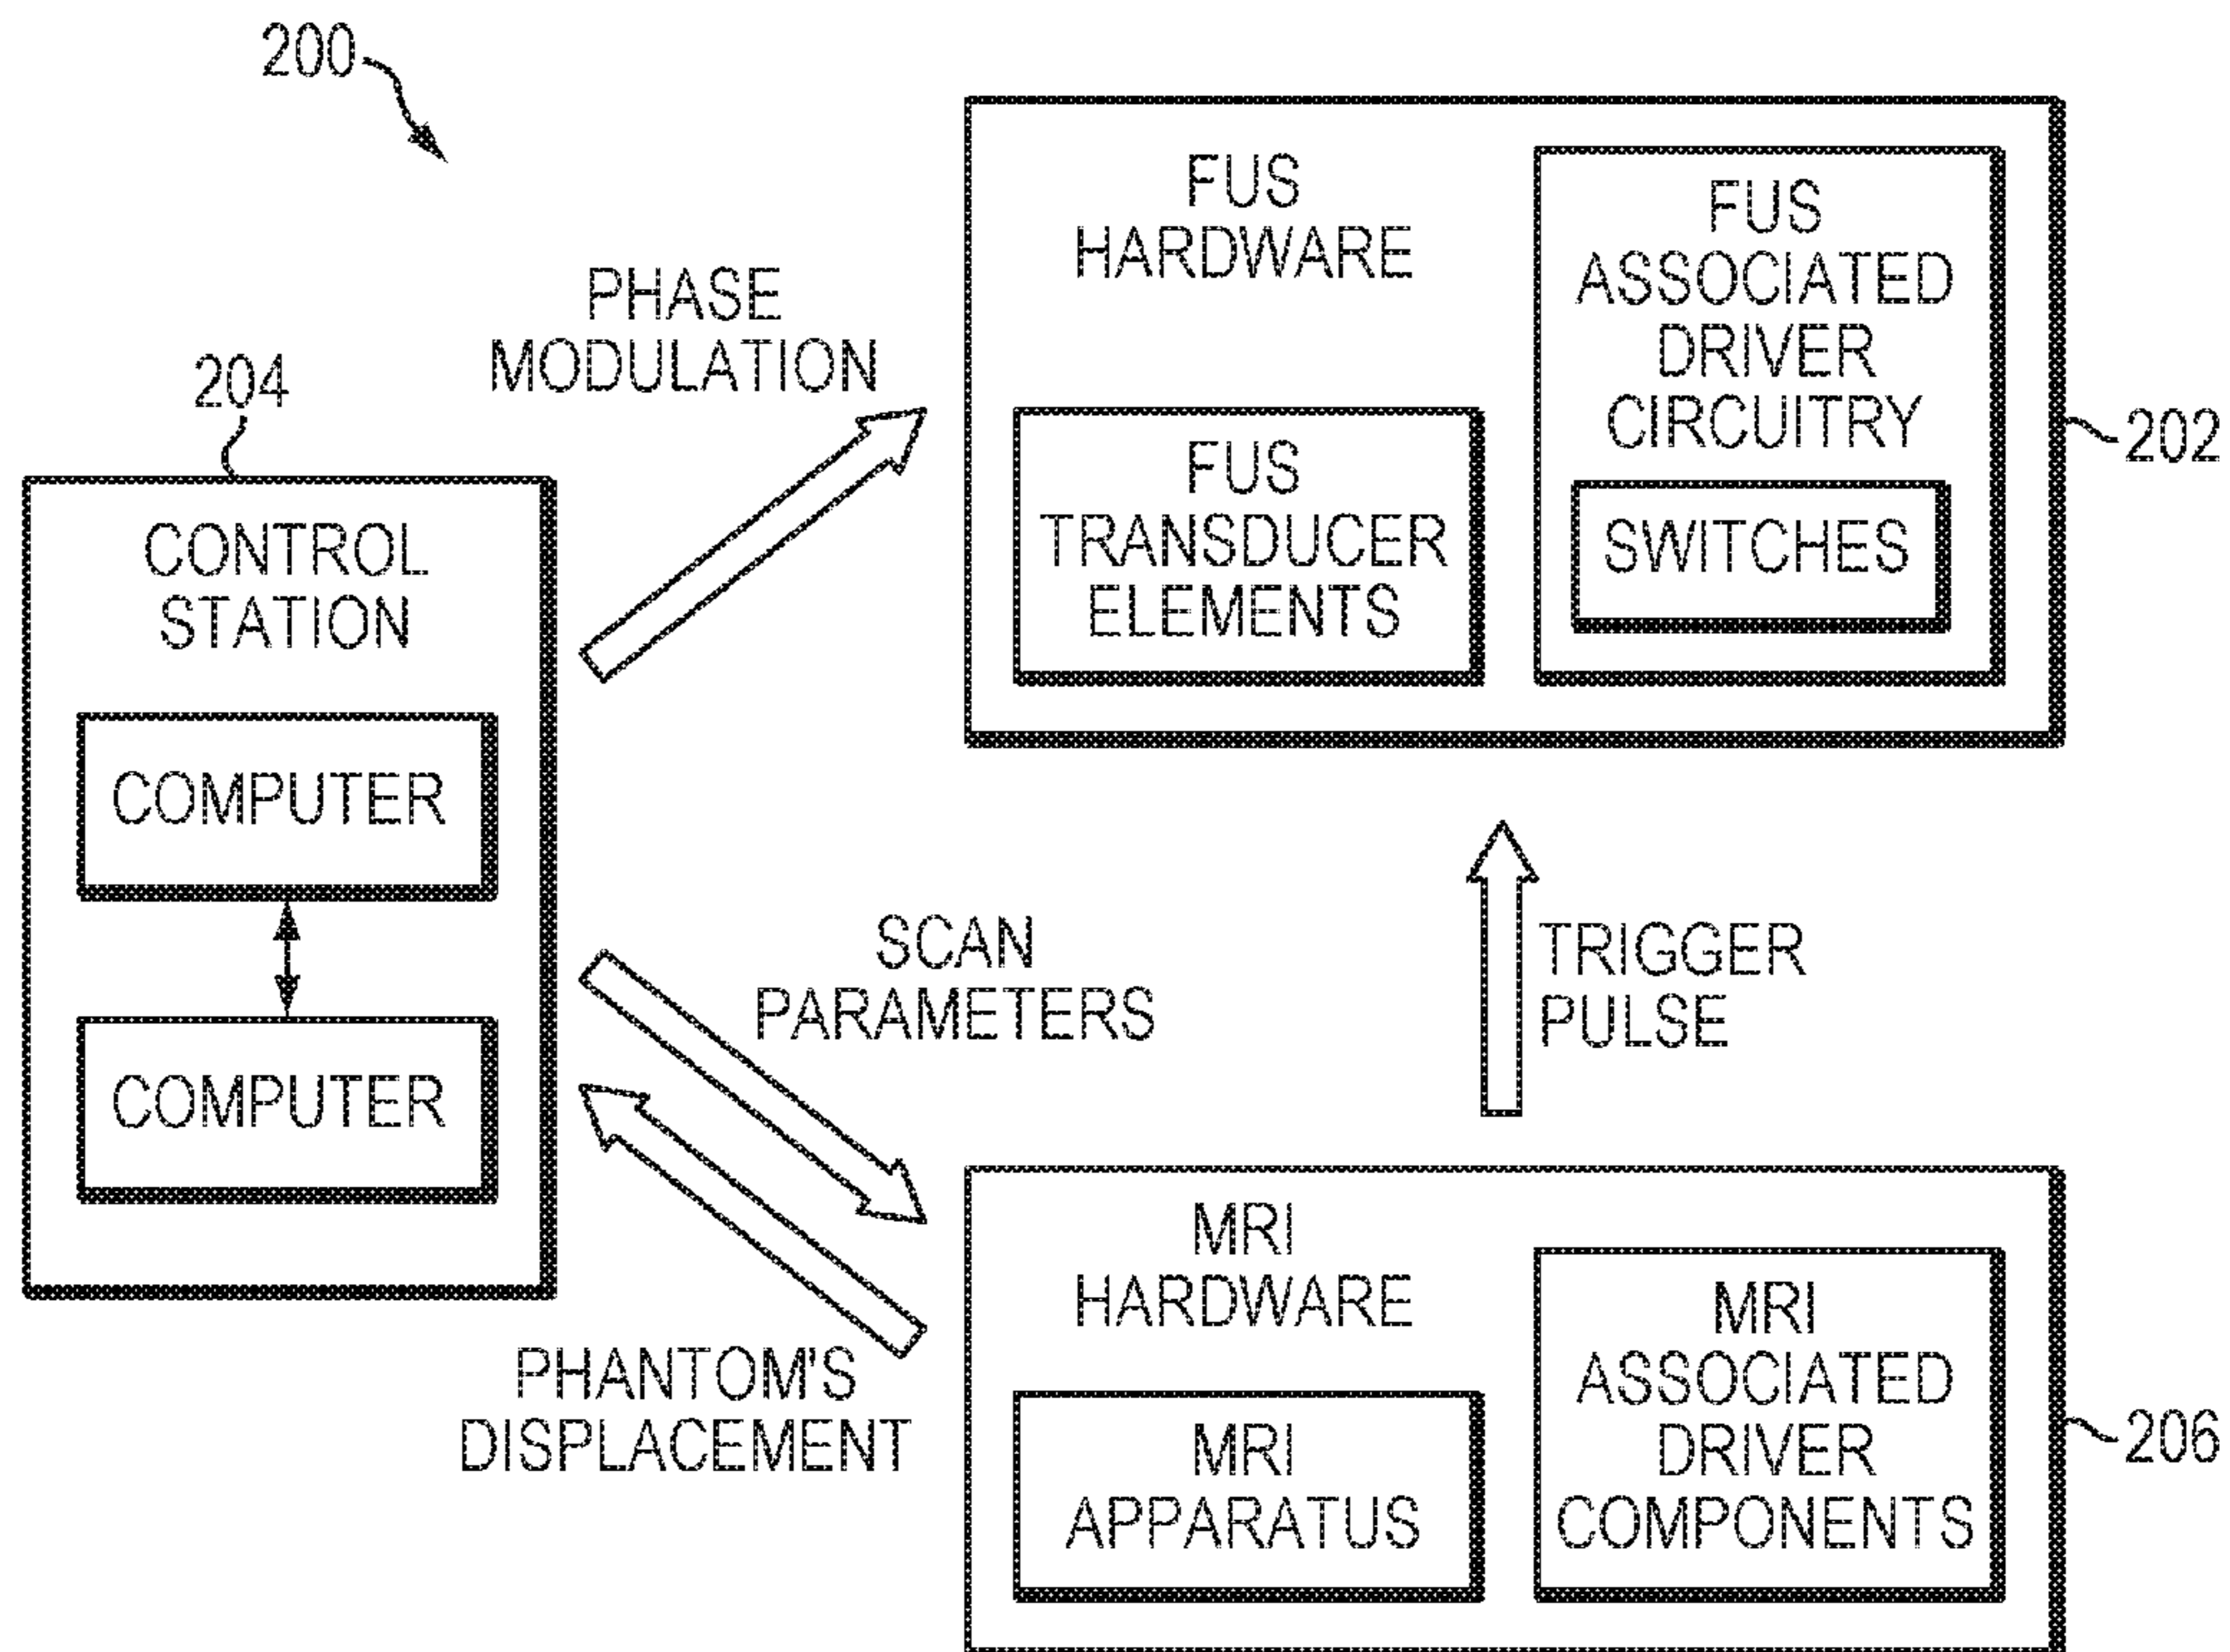 200
PHASE
MODULATION
204
CONTROL
STATION
COMPUTER
COMPUTER
FUS
HARDWARE
FUS
TRANSDUCER
ELEMENTS
FUS
ASSOCIATED
DRIVER
CIRCUITRY
SWITCHES
202
SCAN
PARAMETERS
TRIGGER
PULSE
PHANTOM'S
DISPLACEMENT
MRI
HARDWARE
MRI
APPARATUS
MRI
ASSOCIATED
DRIVER
COMPONENTS
206